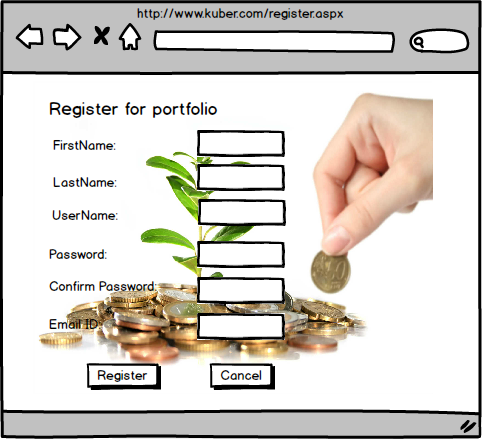 http://www.kuber.com/register.aspx
Register for portfolio
FirstName:
LastName:
UserName:
Password:
Confirm Password:
Email ID:
Register Cancel